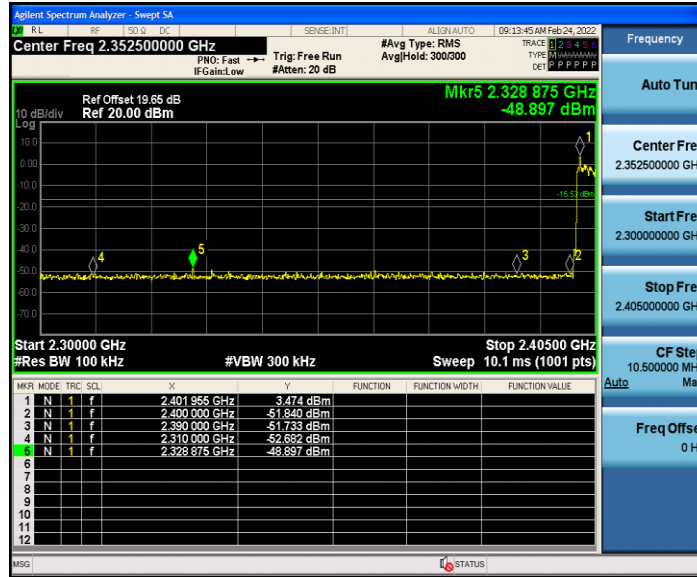 Agilent Spectrum Analyzer - Swept SA
RL RF 50 Ω DC SENSE:INT ALIGN AUTO 09:13:45 AM Feb 24, 2022
Center Freq 2.352500000 GHz
PNO: Fast
IFGain:Low
Trig: Free Run
#Atten: 20 dB
#Avg Type: RMS
Avg|Hold: 300/300
TRACE 1 2 3 4 5 6
TYPE M
DET P P P P P P
Mkr5 2.328 875 GHz
-48.897 dBm
Ref Offset 19.65 dB
Ref 20.00 dBm
10 dB/div
Log
10.0
0.00
-10.0
-20.0
-30.0
-40.0
-50.0
-60.0
-70.0
1
-16.53 dBm
4
5
3
2
Start 2.30000 GHz Stop 2.40500 GHz
#Res BW 100 kHz #VBW 300 kHz Sweep 10.1 ms (1001 pts)
MKR MODE TRC SCL X Y FUNCTION FUNCTION WIDTH FUNCTION VALUE
1 N 1 f 2.401 955 GHz 3.474 dBm
2 N 1 f 2.400 000 GHz -51.840 dBm
3 N 1 f 2.390 000 GHz -51.733 dBm
4 N 1 f 2.310 000 GHz -52.682 dBm
5 N 1 f 2.328 875 GHz -48.897 dBm
6
7
8
9
10
11
12
MSG STATUS
Frequency
Auto Tun
Center Fre
2.352500000 GH
Start Fre
2.300000000 GH
Stop Fre
2.405000000 GH
CF Ste
10.500000 MH
Auto Ma
Freq Offse
0 H